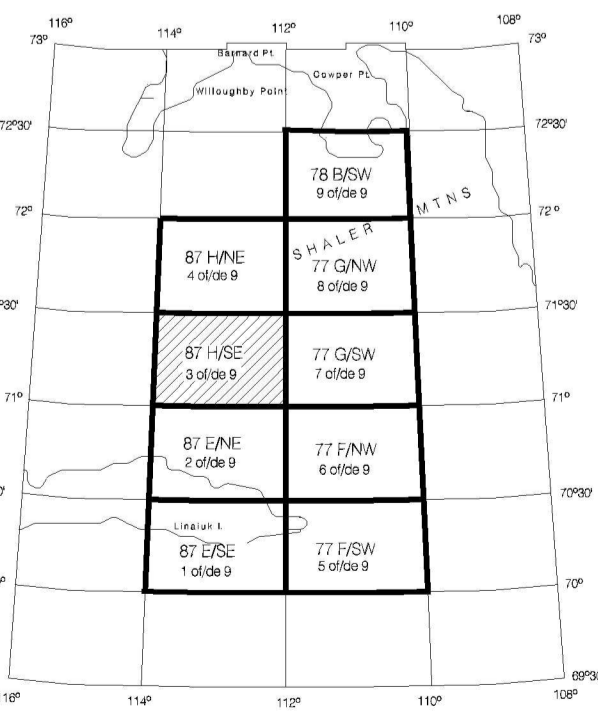 116° 114° 112° 110° 108°
73° 73°
Barnard Pt.
Cowper Pt.
Willoughby Point
72°30' 72°30'
78 B/SW
9 of/de 9
72° 72°
SHALER MTNS
87 H/NE
4 of/de 9
77 G/NW
8 of/de 9
71°30'
87 H/SE
3 of/de 9
77 G/SW
7 of/de 9
71° 71°
87 E/NE
2 of/de 9
77 F/NW
6 of/de 9
70°30'
Linaiuk I.
87 E/SE
1 of/de 9
77 F/SW
5 of/de 9
70°
116° 114° 112° 110° 108°